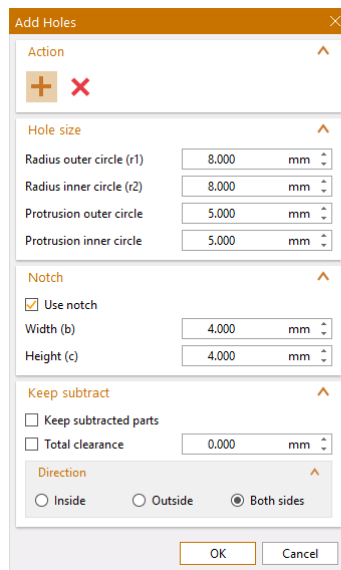 Add Holes
Action
Hole size
Radius outer circle (r1) 8.000 mm
Radius inner circle (r2) 8.000 mm
Protrusion outer circle 5.000 mm
Protrusion inner circle 5.000 mm
Notch
Use notch
Width (b) 4.000 mm
Height (c) 4.000 mm
Keep subtract
Keep subtracted parts
Total clearance 0.000 mm
Direction
Inside Outside Both sides
OK Cancel